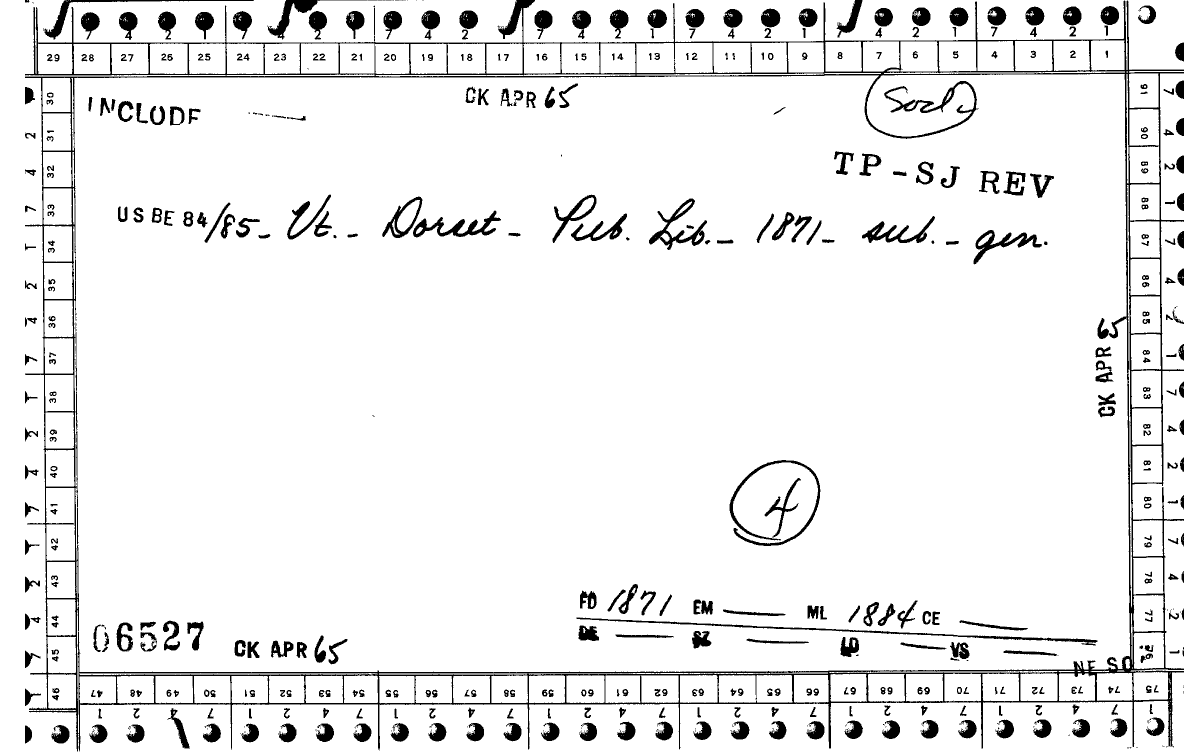 7 4 2 1 7 4 2 1 7 4 2 1 7 4 2 1 7 4 2 1 7 4 2 1 7 4 2 1
29 28 27 26 25 24 23 22 21 20 19 18 17 16 15 14 13 12 11 10 9 8 7 6 5 4 3 2 1
INCLUDE
CK APR 65
TP-SJ REV
US BE 84/85- Vt. - Dorset - Pub. Lib. - 1871 - sub. - gen.
CK APR 65
4
FD 1871 EM — ML 1884 CE —
DE — SZ — LD — VS —
06527 CK APR 65
NE SO
30 31 32 33 34 35 36 37 38 39 40 41 42 43 44 45 46
91 90 89 88 87 86 85 84 83 82 81 80 79 78 77 76
47 48 49 50 51 52 53 54 55 56 57 58 59 60 61 62 63 64 65 66 67 68 69 70 71 72 73 74 75
1 2 4 7 1 2 4 7 1 2 4 7 1 2 4 7 1 2 4 7 1 2 4 7 1 2 4 7 1